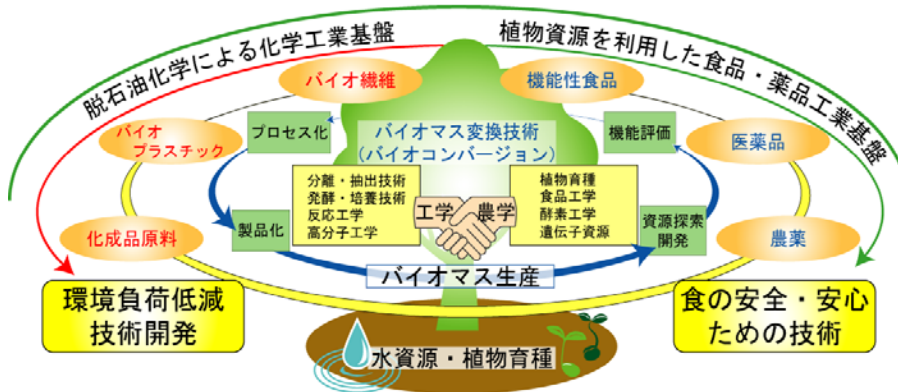 脱石油化学による化学工業基盤
植物資源を利用した食品・薬品工業基盤
バイオ繊維
機能性食品
バイオ
プラスチック
プロセス化
バイオマス変換技術
(バイオコンバージョン)
機能評価
医薬品
分離・抽出技術
発酵・培養技術
反応工学
高分子工学
工学
農学
植物育種
食品工学
酵素工学
遺伝子資源
化成品原料
製品化
資源探索
開発
農薬
バイオマス生産
環境負荷低減
技術開発
食の安全・安心
ための技術
水資源・植物育種